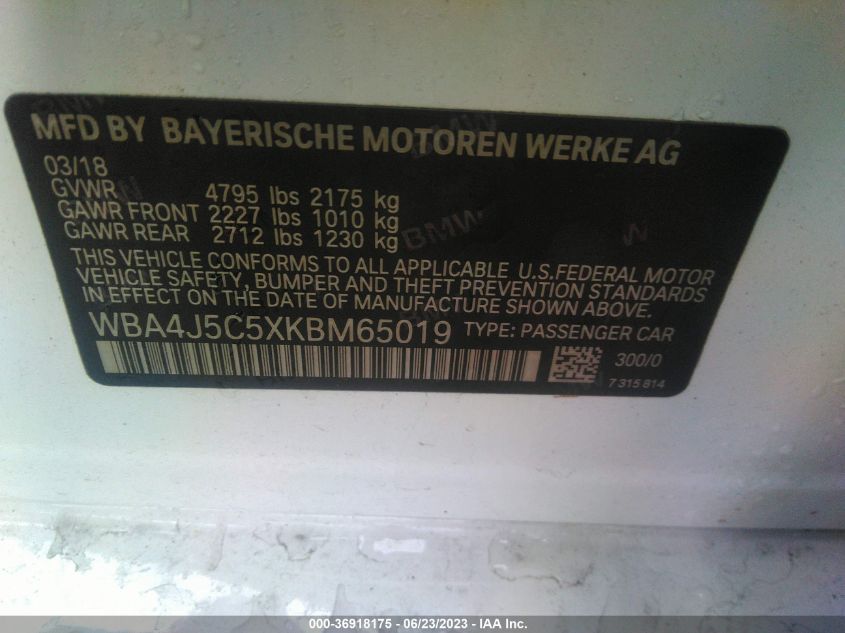 MFD BY BAYERISCHE MOTOREN WERKE AG
03/18
GVWR 4795 lbs 2175 kg
GAWR FRONT 2227 lbs 1010 kg
GAWR REAR 2712 lbs 1230 kg
THIS VEHICLE CONFORMS TO ALL APPLICABLE U.S.FEDERAL MOTOR
VEHICLE SAFETY, BUMPER AND THEFT PREVENTION STANDARDS
IN EFFECT ON THE DATE OF MANUFACTURE SHOWN ABOVE.
WBA4J5C5XKBM65019 TYPE: PASSENGER CAR
300/0
7 315 814
BMW
000-36918175 - 06/23/2023 - IAA Inc.